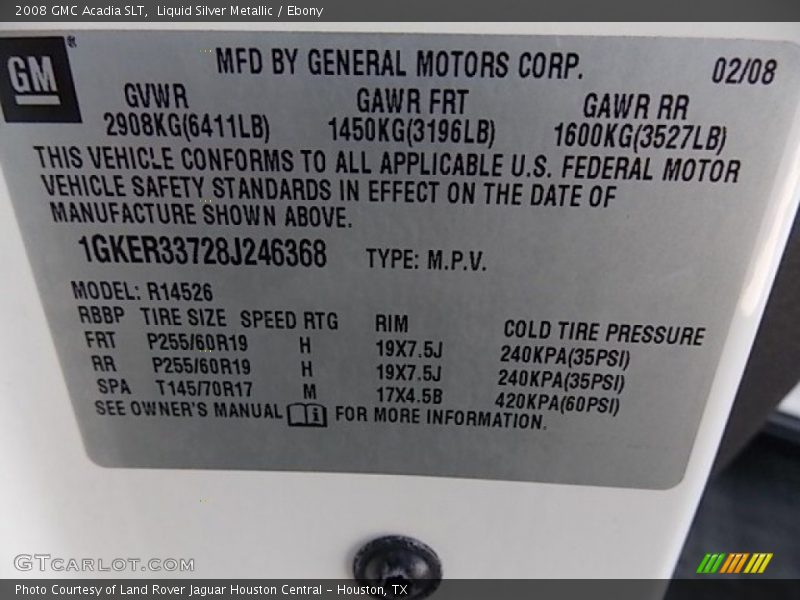 2008 GMC Acadia SLT,  Liquid Silver Metallic / Ebony
GM®
MFD BY GENERAL MOTORS CORP.
02/08
GVWR GAWR FRT GAWR RR
2908KG(6411LB) 1450KG(3196LB) 1600KG(3527LB)
THIS VEHICLE CONFORMS TO ALL APPLICABLE U.S. FEDERAL MOTOR
VEHICLE SAFETY STANDARDS IN EFFECT ON THE DATE OF
MANUFACTURE SHOWN ABOVE.
1GKER33728J246368 TYPE: M.P.V.
MODEL: R14526
RBBP TIRE SIZE SPEED RTG RIM COLD TIRE PRESSURE
FRT P255/60R19 H 19X7.5J 240KPA(35PSI)
RR P255/60R19 H 19X7.5J 240KPA(35PSI)
SPA T145/70R17 M 17X4.5B 420KPA(60PSI)
SEE OWNER'S MANUAL i FOR MORE INFORMATION.
GTCARLOT.COM
Photo Courtesy of Land Rover Jaguar Houston Central – Houston, TX